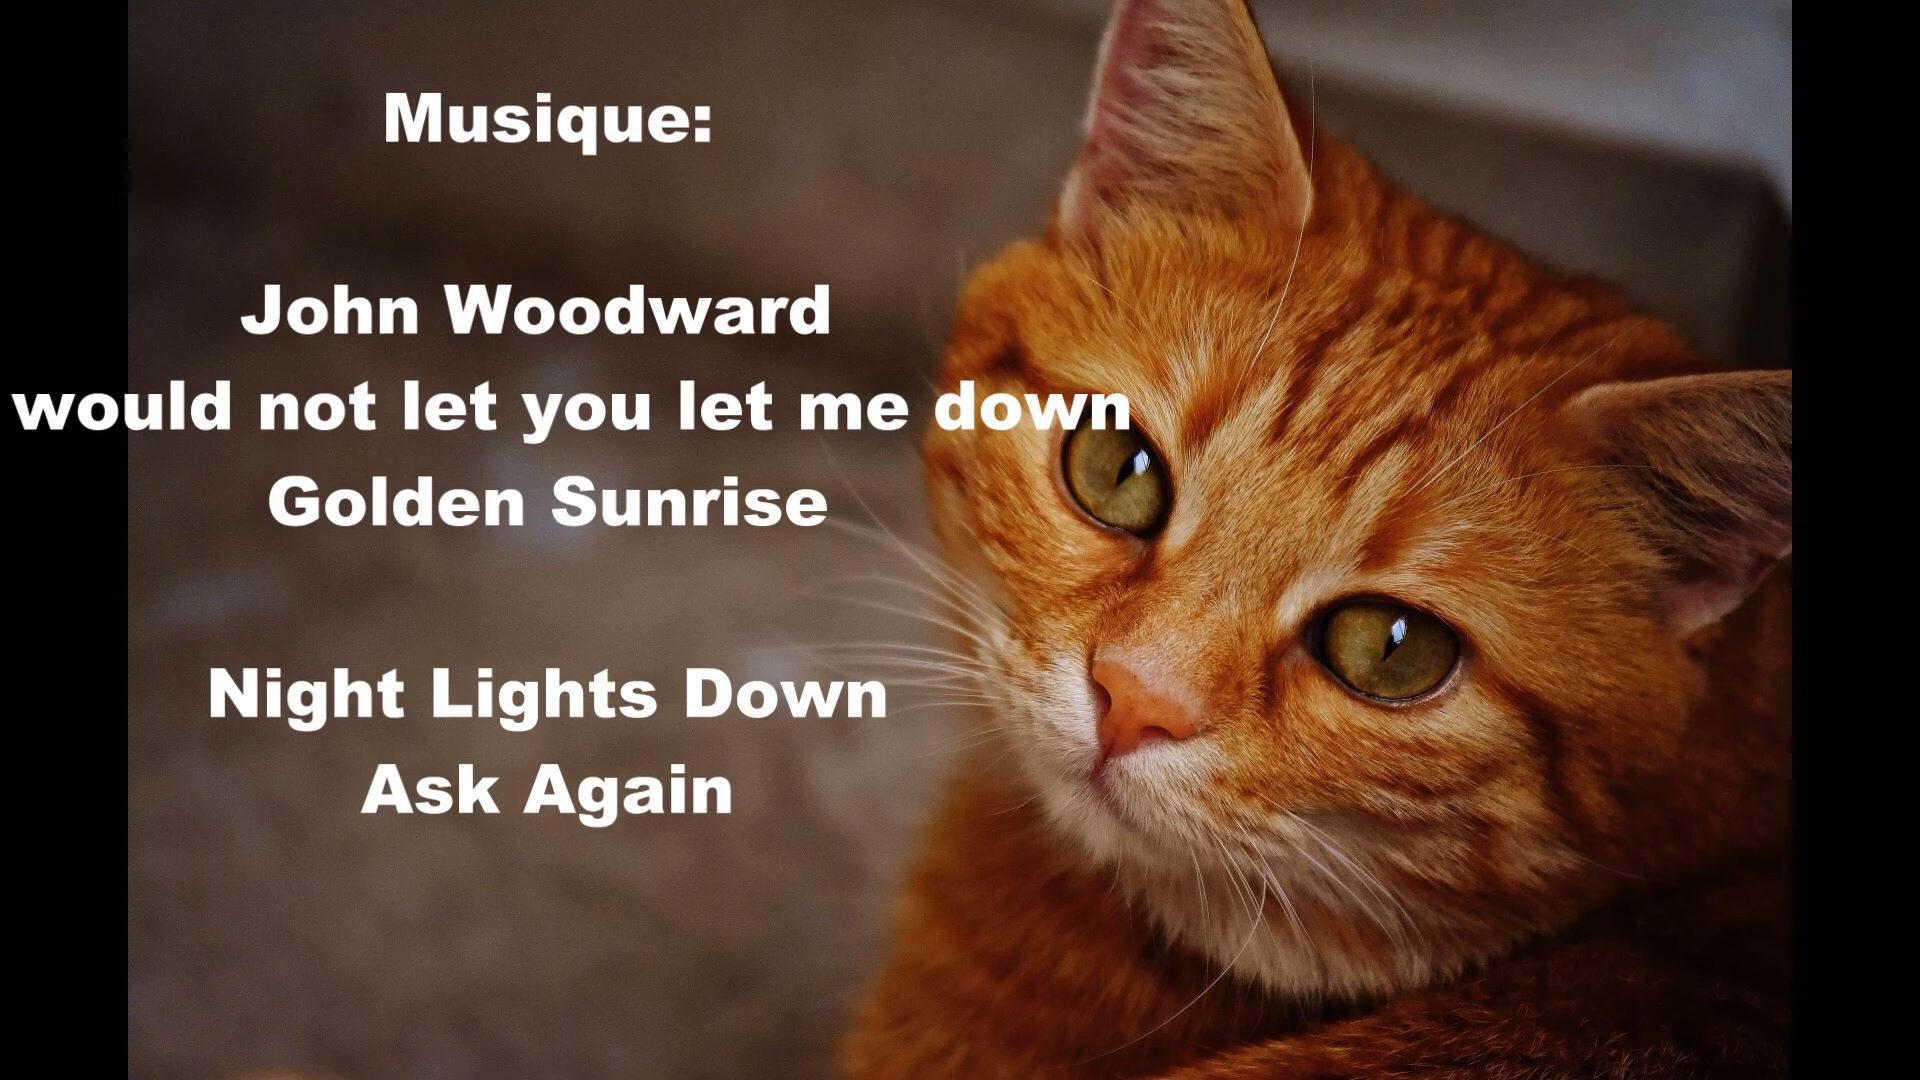 Musique:
John Woodward
would not let you let me down
Golden Sunrise
Night Lights Down
Ask Again